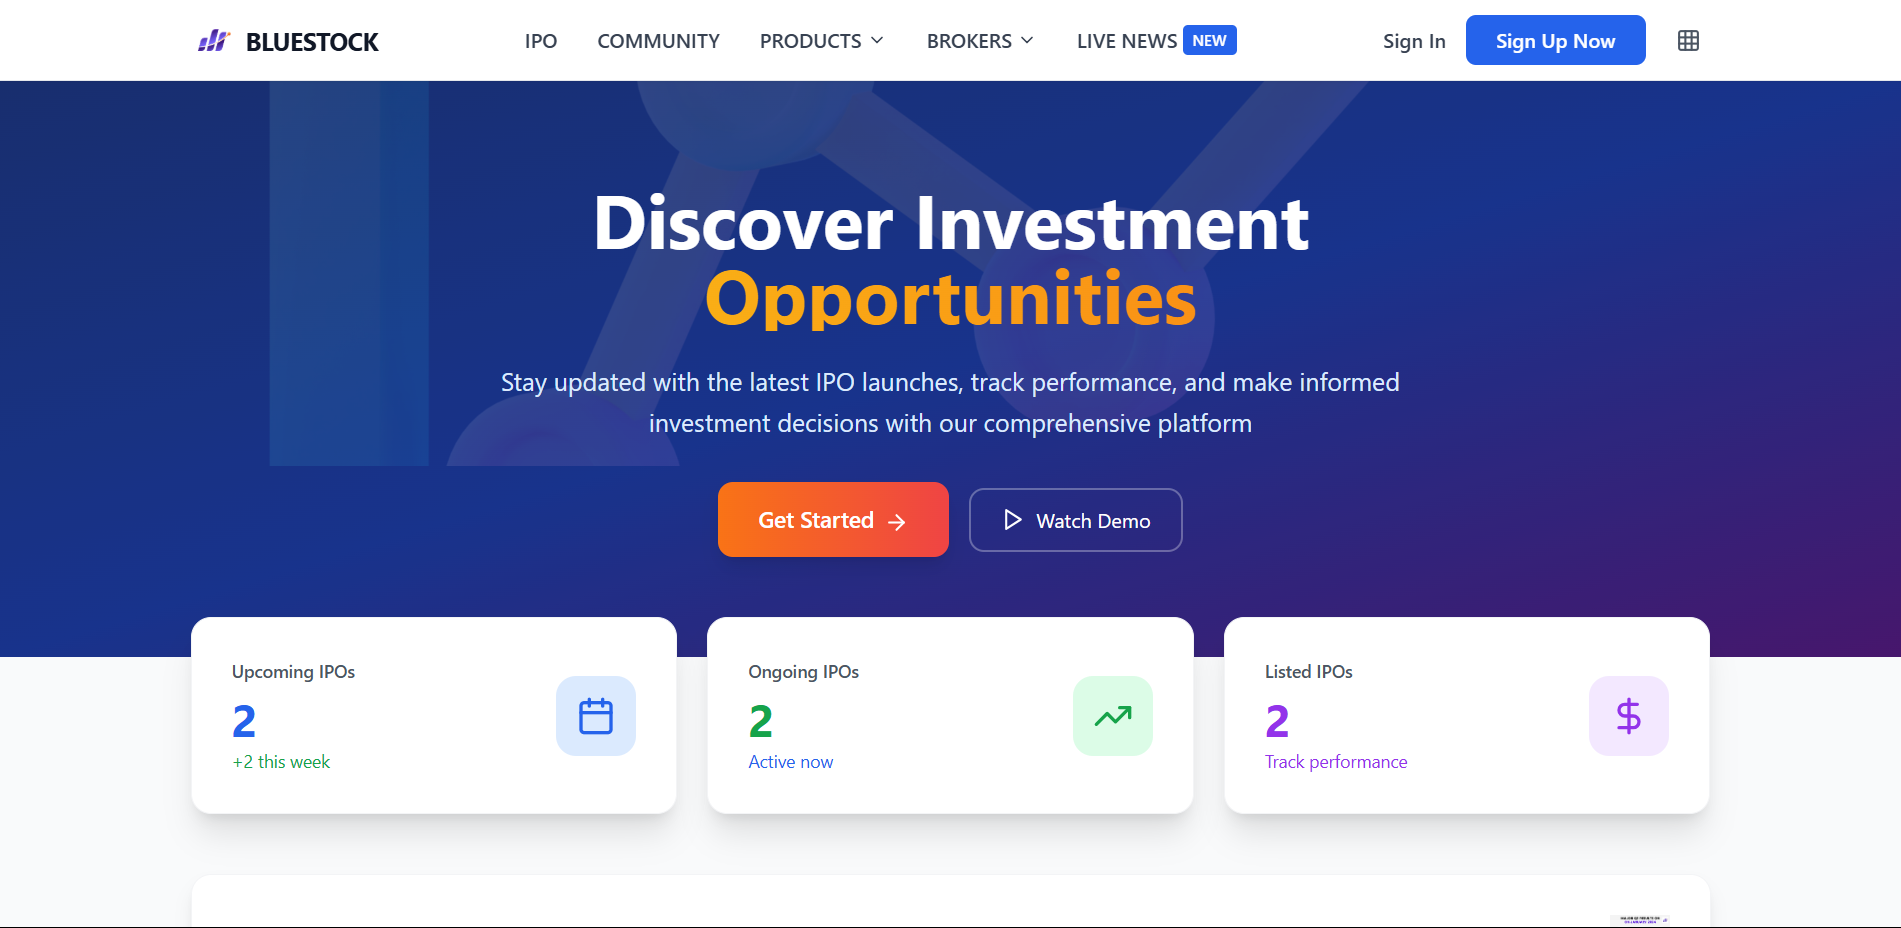 BLUESTOCK
IPO
COMMUNITY
PRODUCTS
BROKERS
LIVE NEWS NEW
Sign In
Sign Up Now
Discover Investment
Opportunities
Stay updated with the latest IPO launches, track performance, and make informed
investment decisions with our comprehensive platform
Get Started
Watch Demo
Upcoming IPOs
2
+2 this week
Ongoing IPOs
2
Active now
Listed IPOs
2
Track performance